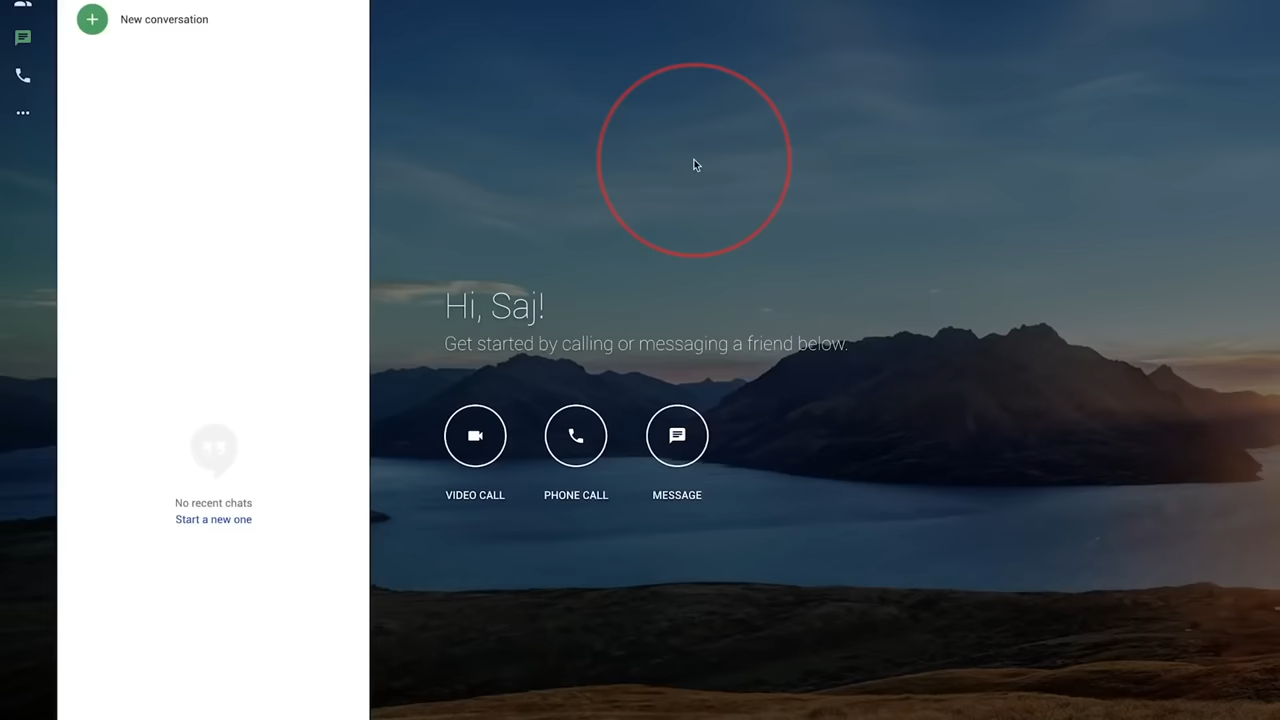 New conversation
Hi, Saj!
Get started by calling or messaging a friend below.
VIDEO CALL
PHONE CALL
MESSAGE
No recent chats
Start a new one